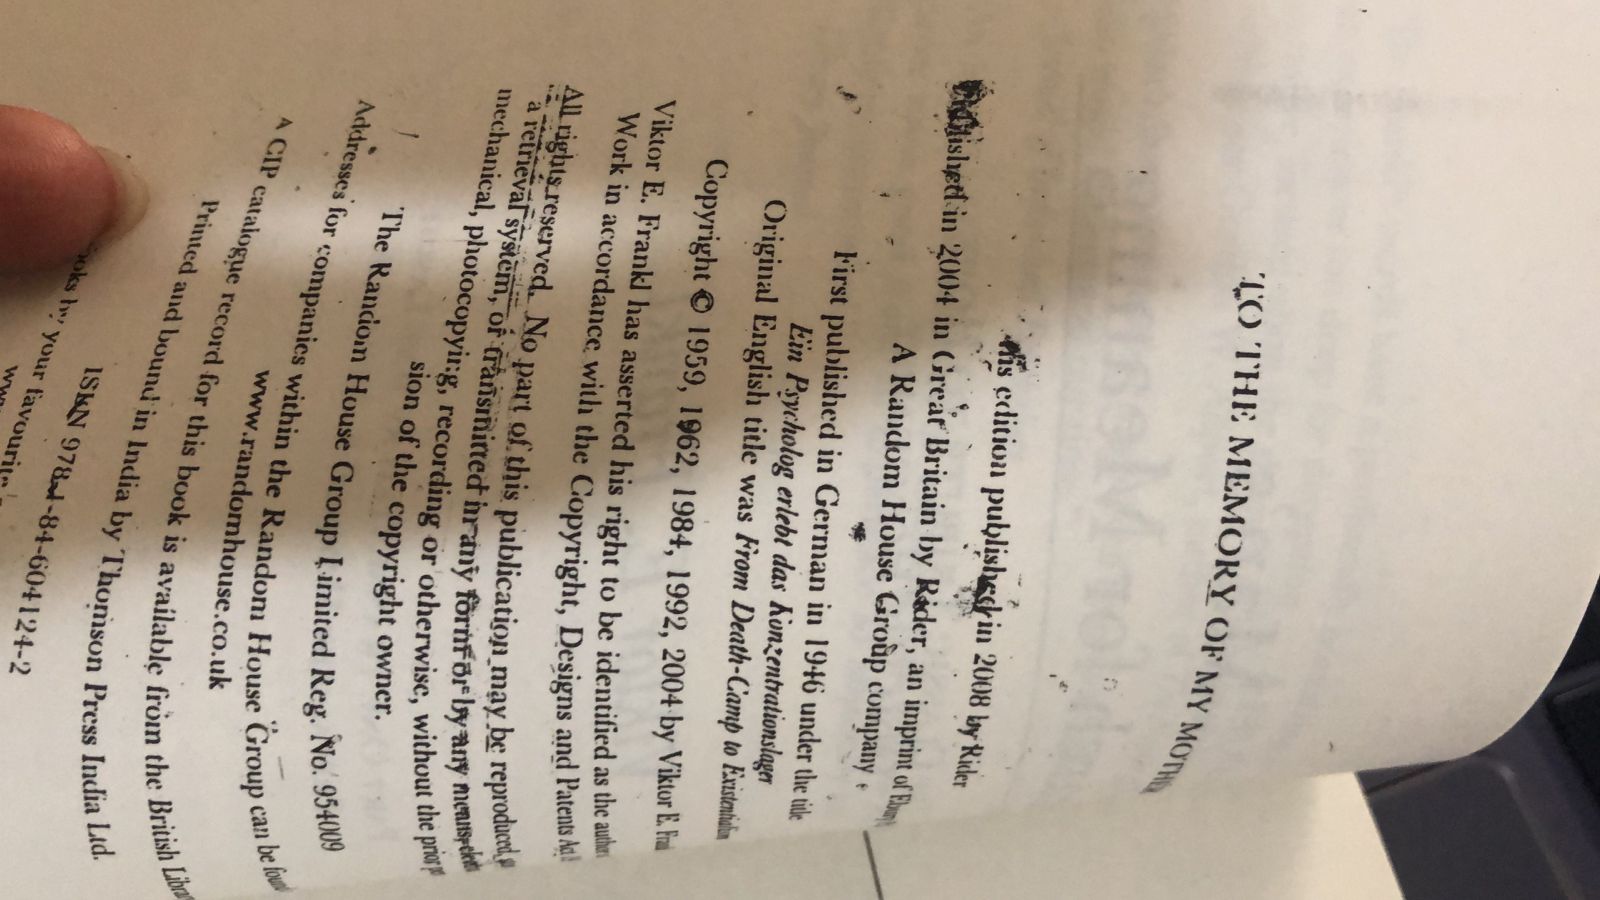 TO THE MEMORY OF MY
edition published in 2008 by Rider
in 2004 in Great Britain by Rider, an imprint of
A Random House Group company
First published in German in 1946 under the title
Ein Psycholog erlebt das Konzentrationslager
Original English title was From Death-Camp to Existentialism
Copyright © 1959, 1962, 1984, 1992, 2004 by Viktor E.
Viktor E. Frankl has asserted his right to be identified as the author
Work in accordance with the Copyright, Designs and Patents Act
All rights reserved. No part of this publication may be reproduced,
a retrieval system, or transmitted in any form or by any means,
mechanical, photocopying, recording or otherwise, without the prior
sion of the copyright owner.
The Random House Group Limited Reg. No. 954009
Addresses for companies within the Random House Group can be found
www.randomhouse.co.uk
A CIP catalogue record for this book is available from the British
Printed and bound in India by Thomson Press India Ltd.
ISBN 978-1-84-604124-2
by your favourite